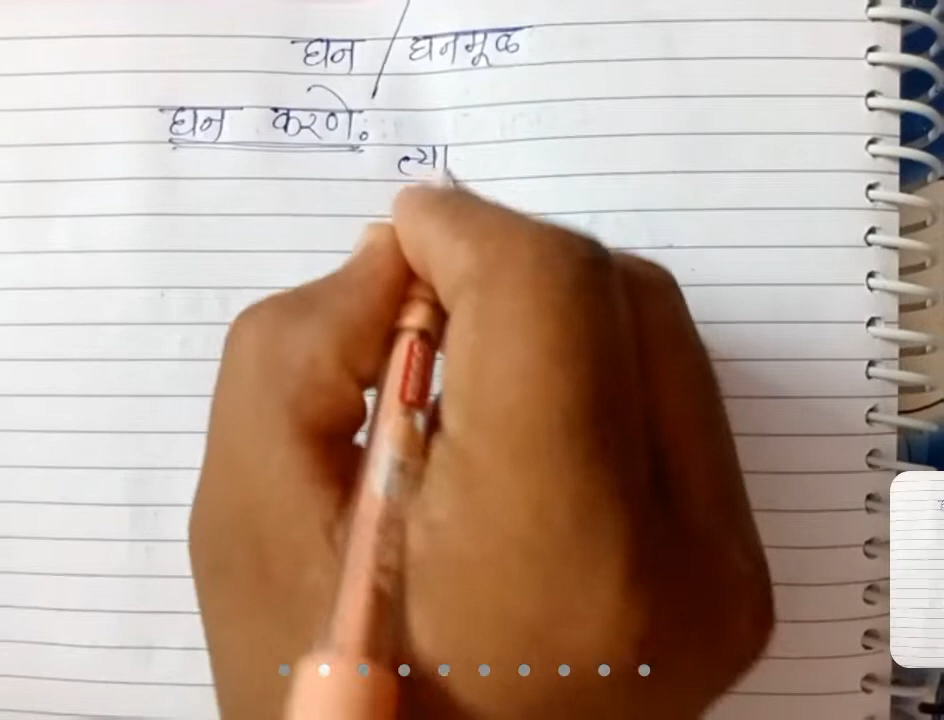 घन / घनमूळ
घन करणे:
त्या